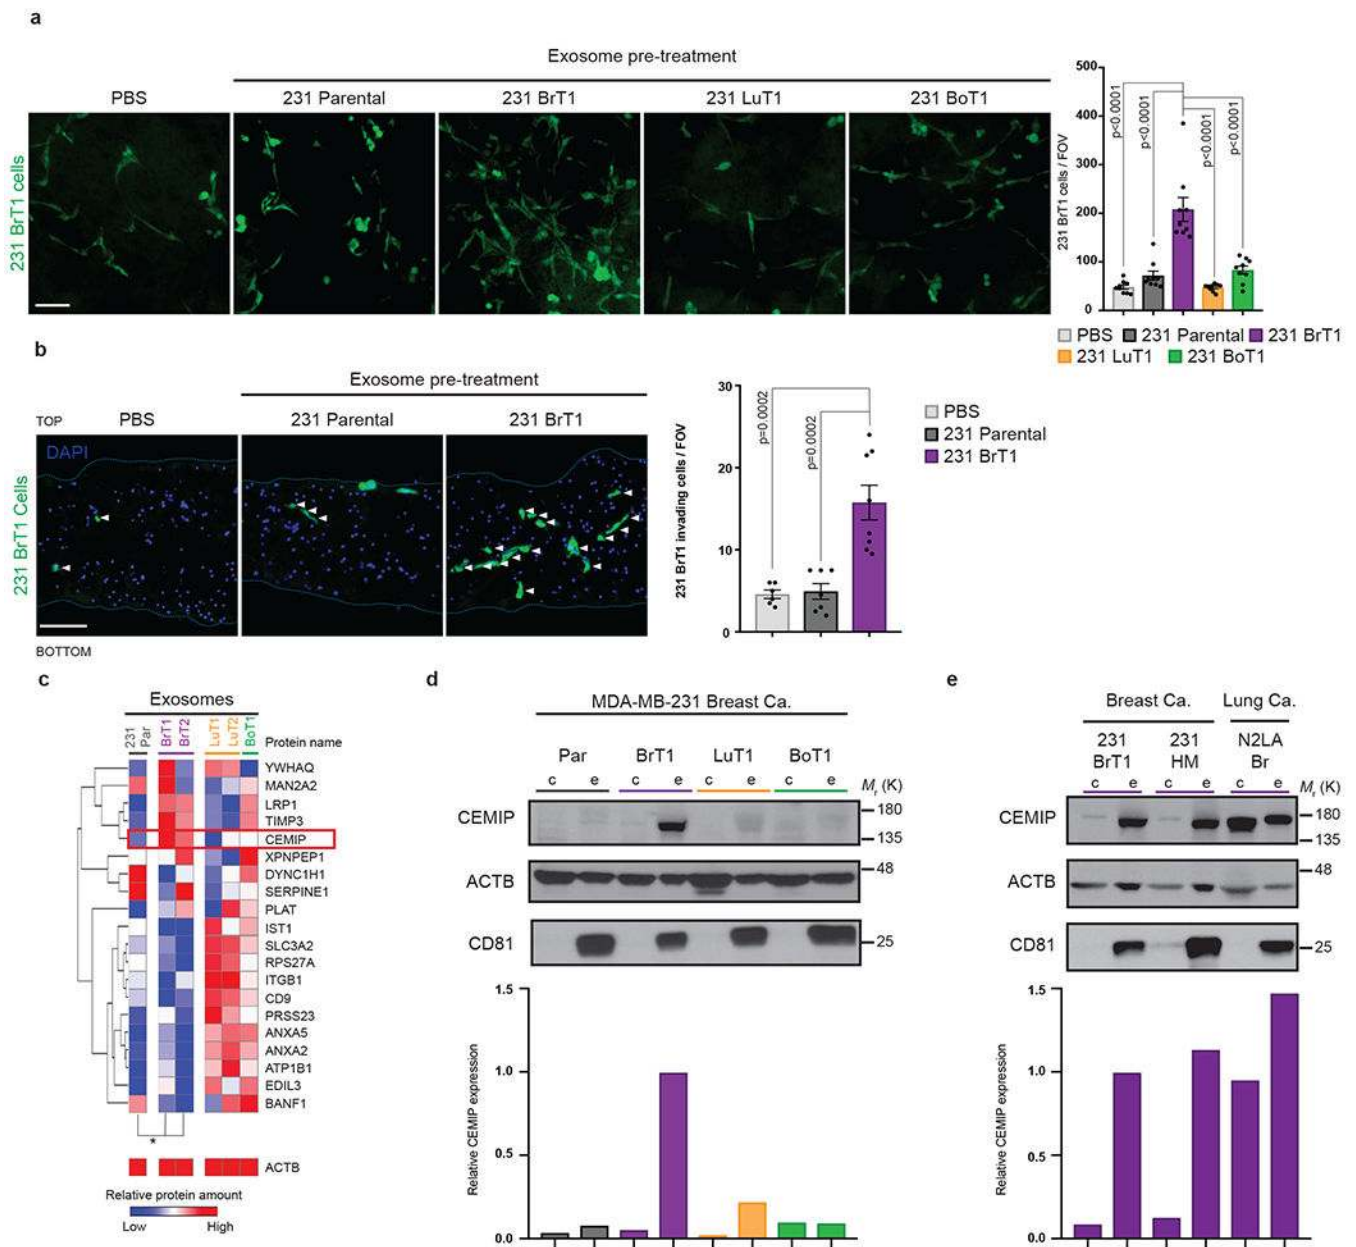 a
Exosome pre-treatment
PBS
231 Parental
231 BrT1
231 LuT1
231 BoT1
231 BrT1 cells
231 BrT1 cells / FOV
500
400
300
200
100
0
p<0.0001
p<0.0001
p<0.0001
p<0.0001
PBS 231 Parental 231 BrT1
231 LuT1 231 BoT1
b
Exosome pre-treatment
TOP
PBS
231 Parental
231 BrT1
DAPI
231 BrT1 Cells
BOTTOM
231 BrT1 invading cells / FOV
30
20
10
0
p=0.0002
p=0.0002
PBS
231 Parental
231 BrT1
c
Exosomes
231 Par
BrT1
BrT2
LuT1
LuT2
BoT1
Protein name
YWHAQ
MAN2A2
LRP1
TIMP3
CEMIP
XPNPEP1
DYNC1H1
SERPINE1
PLAT
IST1
SLC3A2
RPS27A
ITGB1
CD9
PRSS23
ANXA5
ANXA2
ATP1B1
EDIL3
BANF1
*
ACTB
Relative protein amount
Low High
d
MDA-MB-231 Breast Ca.
Par BrT1 LuT1 BoT1
c e c e c e c e
Mr (K)
CEMIP
180
135
ACTB
48
CD81
25
Relative CEMIP expression
1.5
1.0
0.5
0.0
e
Breast Ca. Lung Ca.
231 231 N2LA
BrT1 HM Br
c e c e c e
Mr (K)
CEMIP
180
135
ACTB
48
CD81
25
Relative CEMIP expression
1.5
1.0
0.5
0.0